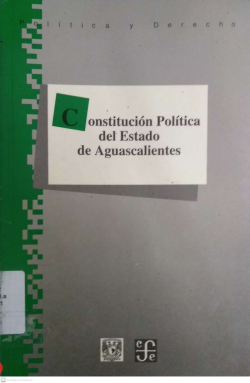 Política y Derecho
Constitución Política
del Estado
de Aguascalientes